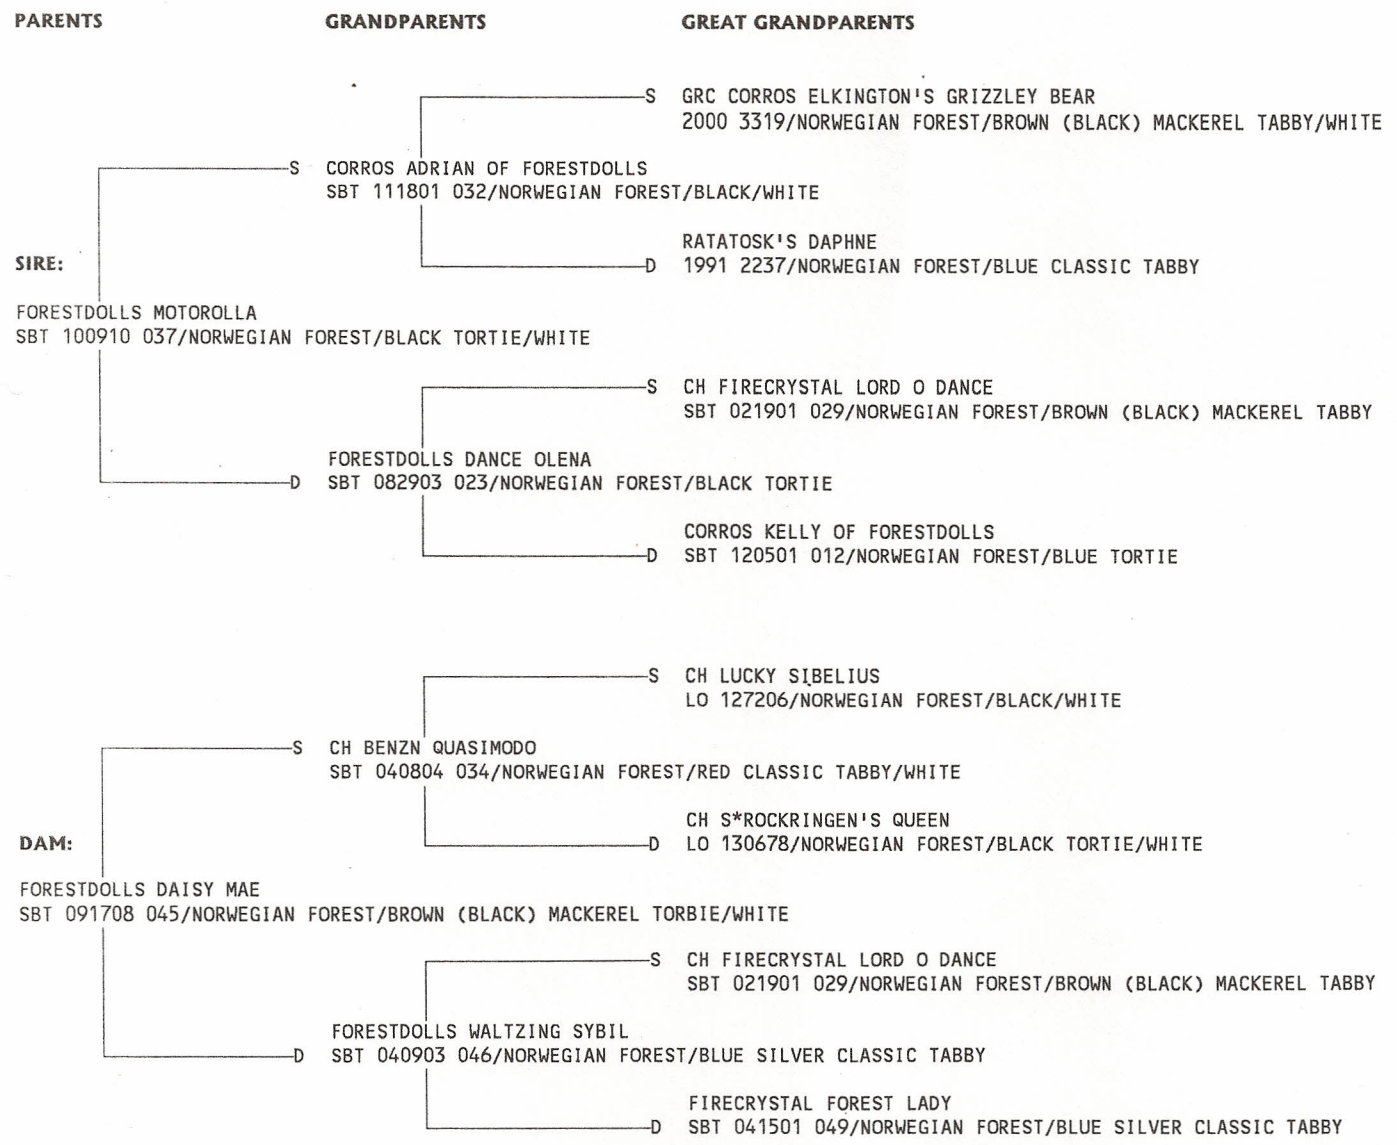 PARENTS GRANDPARENTS GREAT GRANDPARENTS
S GRC CORROS ELKINGTON'S GRIZZLEY BEAR
2000 3319/NORWEGIAN FOREST/BROWN (BLACK) MACKEREL TABBY/WHITE
S CORROS ADRIAN OF FORESTDOLLS
SBT 111801 032/NORWEGIAN FOREST/BLACK/WHITE
RATATOSK'S DAPHNE
D 1991 2237/NORWEGIAN FOREST/BLUE CLASSIC TABBY
SIRE:
FORESTDOLLS MOTOROLLA
SBT 100910 037/NORWEGIAN FOREST/BLACK TORTIE/WHITE
S CH FIRECRYSTAL LORD O DANCE
SBT 021901 029/NORWEGIAN FOREST/BROWN (BLACK) MACKEREL TABBY
FORESTDOLLS DANCE OLENA
D SBT 082903 023/NORWEGIAN FOREST/BLACK TORTIE
CORROS KELLY OF FORESTDOLLS
D SBT 120501 012/NORWEGIAN FOREST/BLUE TORTIE
S CH LUCKY SIBELIUS
LO 127206/NORWEGIAN FOREST/BLACK/WHITE
S CH BENZN QUASIMODO
SBT 040804 034/NORWEGIAN FOREST/RED CLASSIC TABBY/WHITE
CH S*ROCKRINGEN'S QUEEN
D LO 130678/NORWEGIAN FOREST/BLACK TORTIE/WHITE
DAM:
FORESTDOLLS DAISY MAE
SBT 091708 045/NORWEGIAN FOREST/BROWN (BLACK) MACKEREL TORBIE/WHITE
S CH FIRECRYSTAL LORD O DANCE
SBT 021901 029/NORWEGIAN FOREST/BROWN (BLACK) MACKEREL TABBY
FORESTDOLLS WALTZING SYBIL
D SBT 040903 046/NORWEGIAN FOREST/BLUE SILVER CLASSIC TABBY
FIRECRYSTAL FOREST LADY
D SBT 041501 049/NORWEGIAN FOREST/BLUE SILVER CLASSIC TABBY